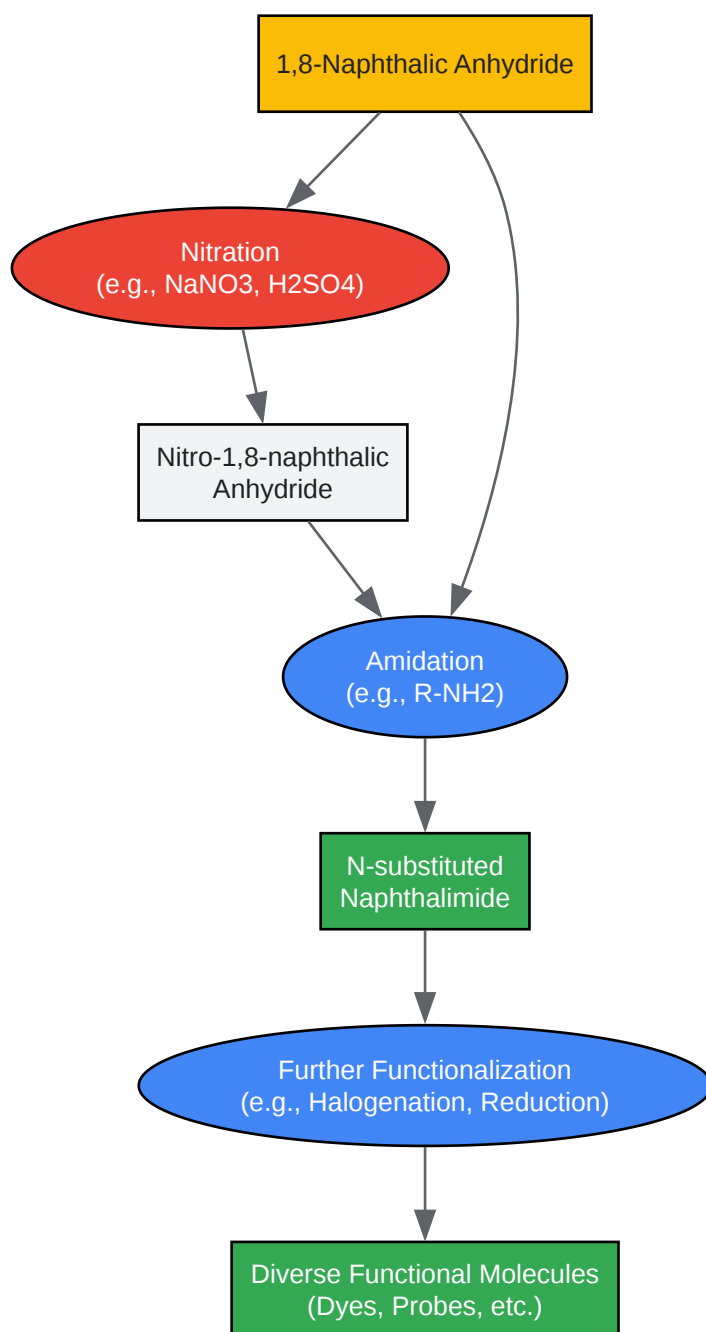 1,8-Naphthalic Anhydride
Nitration
(e.g., NaNO3, H2SO4)
Nitro-1,8-naphthalic
Anhydride
Amidation
(e.g., R-NH2)
N-substituted
Naphthalimide
Further Functionalization
(e.g., Halogenation, Reduction)
Diverse Functional Molecules
(Dyes, Probes, etc.)